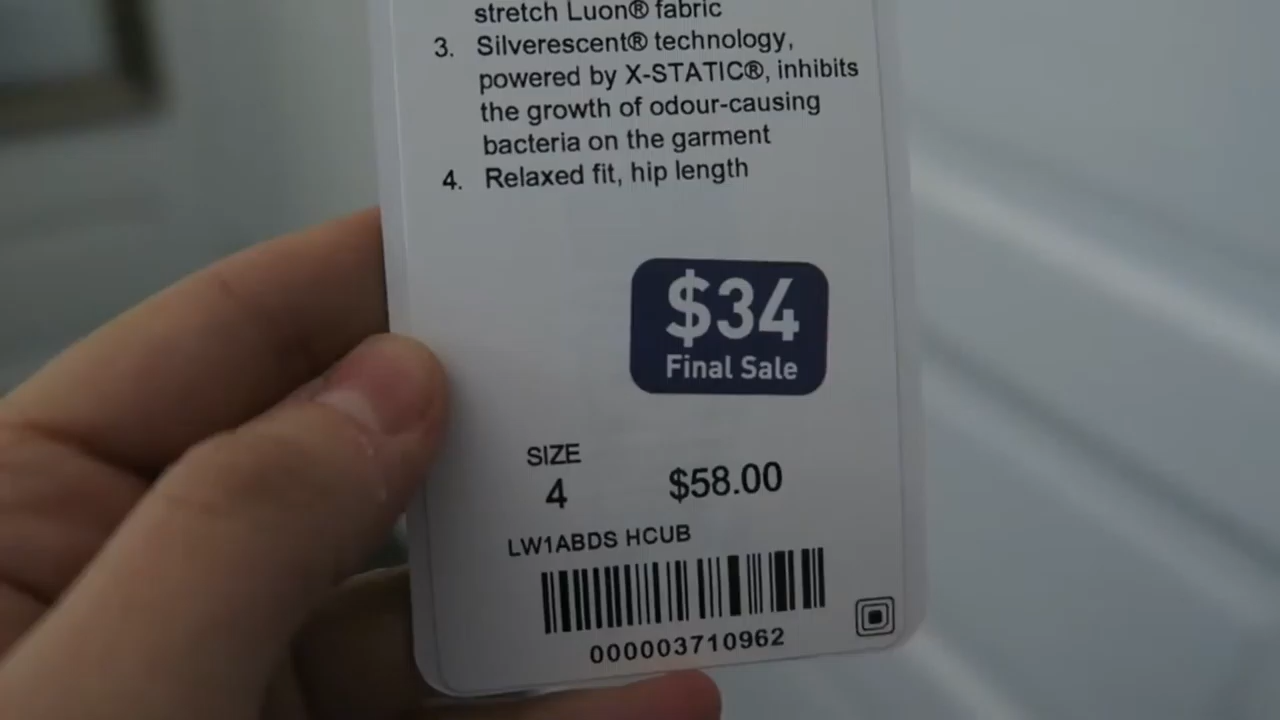 stretch Luon® fabric
3. Silverescent® technology,
powered by X-STATIC®, inhibits
the growth of odour-causing
bacteria on the garment
4. Relaxed fit, hip length
$34
Final Sale
SIZE
4 $58.00
LW1ABDS HCUB
000003710962